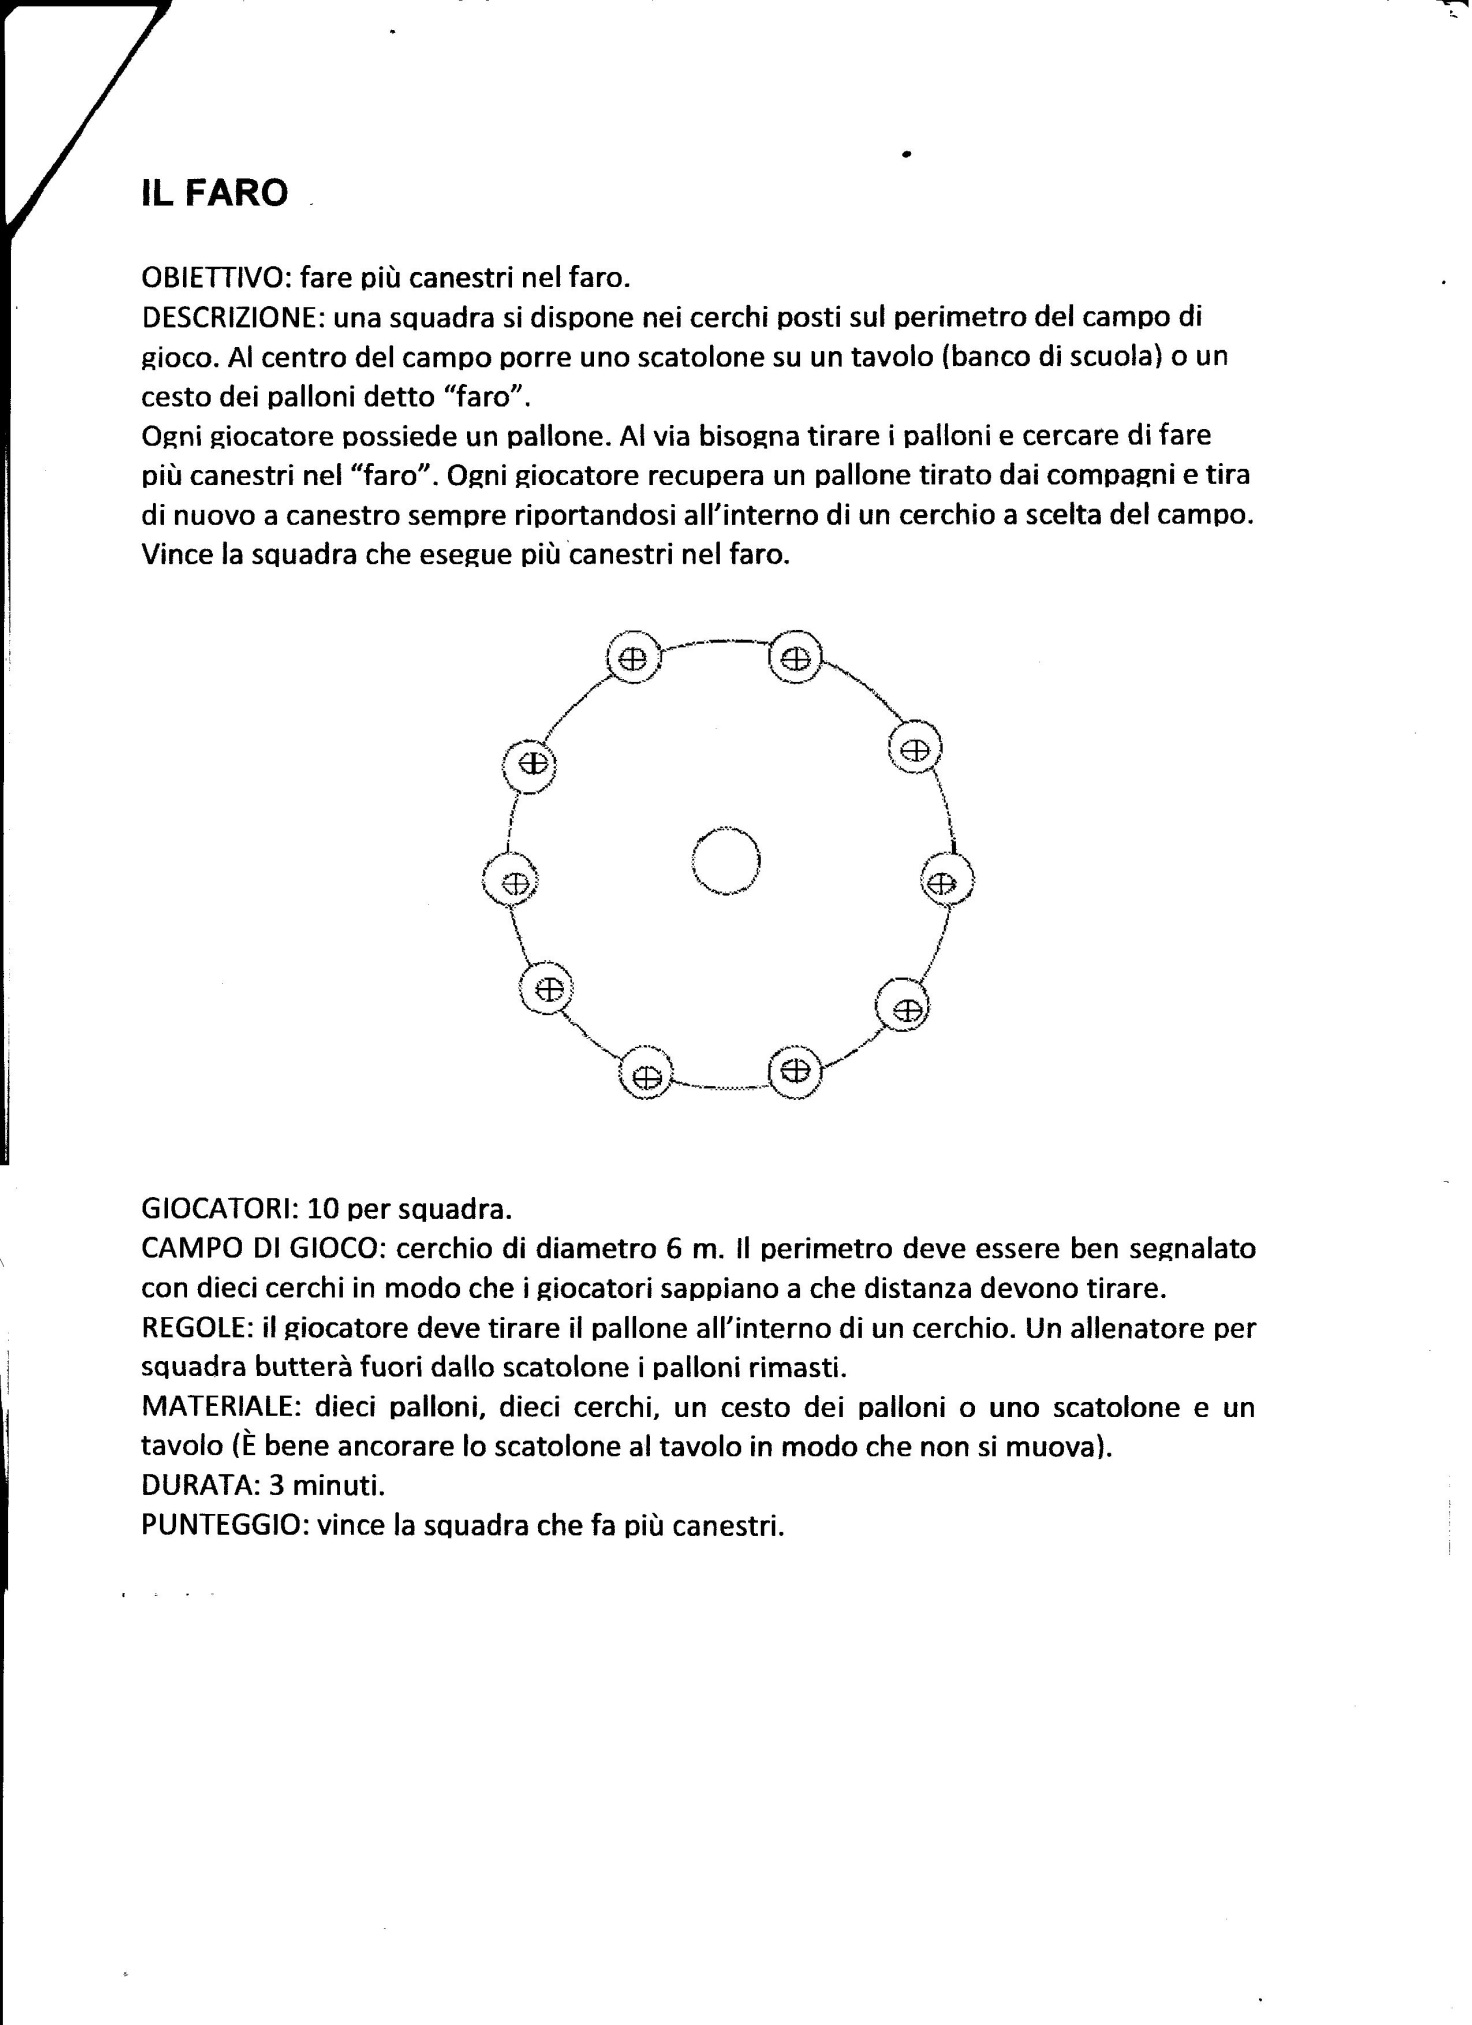 IL FARO
OBIETTIVO: fare più canestri nel faro.
DESCRIZIONE: una squadra si dispone nei cerchi posti sul perimetro del campo di
gioco. Al centro del campo porre uno scatolone su un tavolo (banco di scuola) o un
cesto dei palloni detto “faro”.
Ogni giocatore possiede un pallone. Al via bisogna tirare i palloni e cercare di fare
più canestri nel “faro”. Ogni giocatore recupera un pallone tirato dai compagni e tira
di nuovo a canestro sempre riportandosi all’interno di un cerchio a scelta del campo.
Vince la squadra che esegue più canestri nel faro.
GIOCATORI: 10 per squadra.
CAMPO DI GIOCO: cerchio di diametro 6 m. Il perimetro deve essere ben segnalato
con dieci cerchi in modo che i giocatori sappiano a che distanza devono tirare.
REGOLE: il giocatore deve tirare il pallone all’interno di un cerchio. Un allenatore per
squadra butterà fuori dallo scatolone i palloni rimasti.
MATERIALE: dieci palloni, dieci cerchi, un cesto dei palloni o uno scatolone e un
tavolo (È bene ancorare lo scatolone al tavolo in modo che non si muova).
DURATA: 3 minuti.
PUNTEGGIO: vince la squadra che fa più canestri.